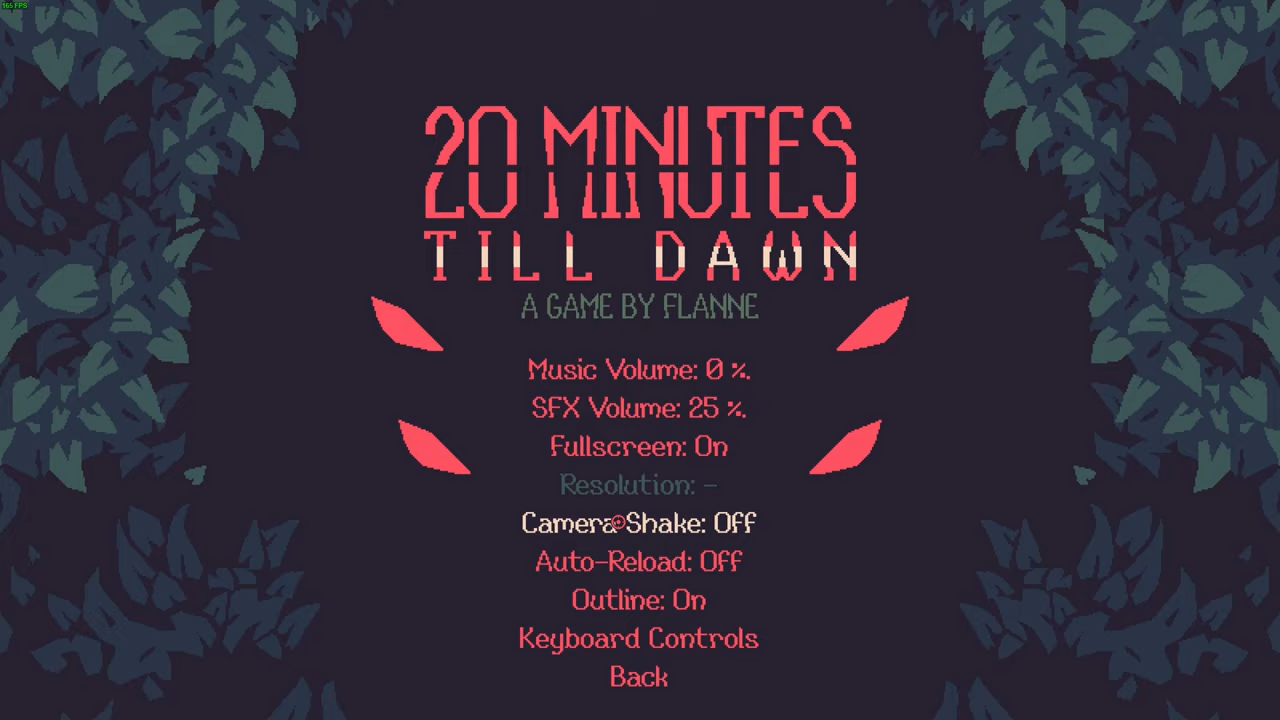 165 FPS
20 MINUTES
TILL DAWN
A GAME BY FLANNE
Music Volume: 0 %
SFX Volume: 25 %
Fullscreen: On
Resolution: -
Camera Shake: Off
Auto-Reload: Off
Outline: On
Keyboard Controls
Back